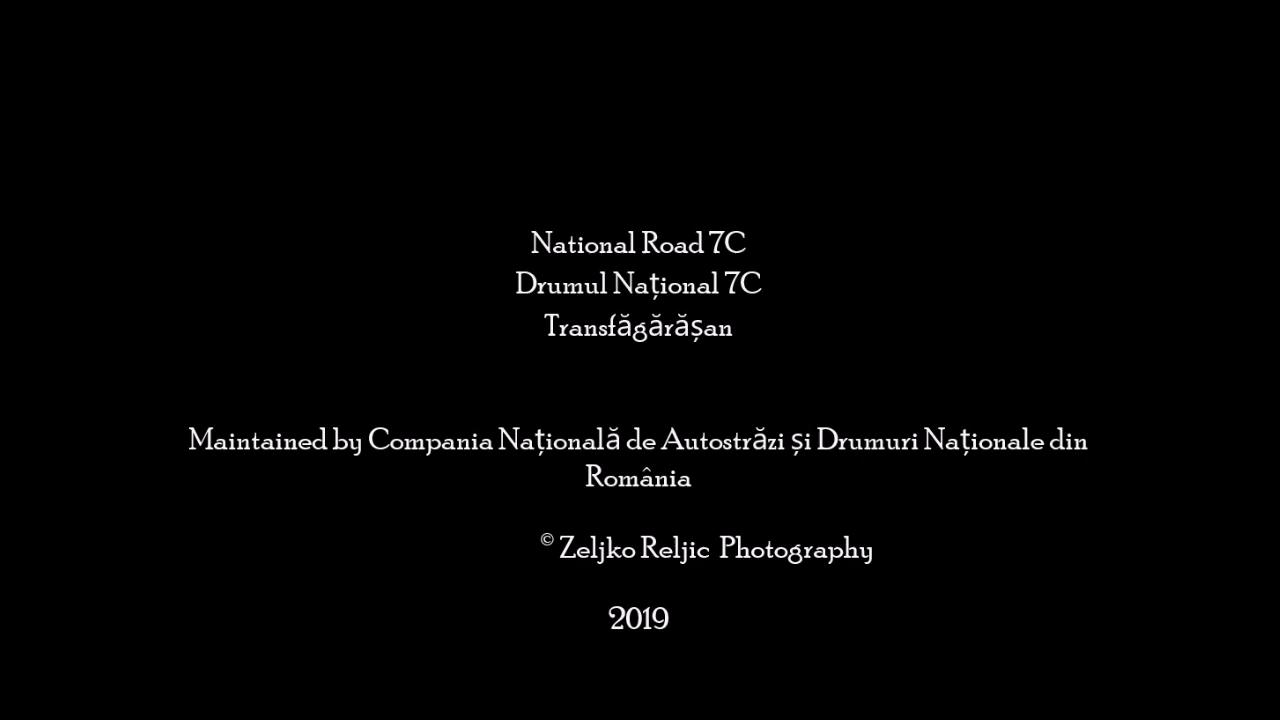 National Road 7C
Drumul Național 7C
Transfăgărășan
Maintained by Compania Națională de Autostrăzi și Drumuri Naționale din
România
© Zeljko Reljic Photography
2019